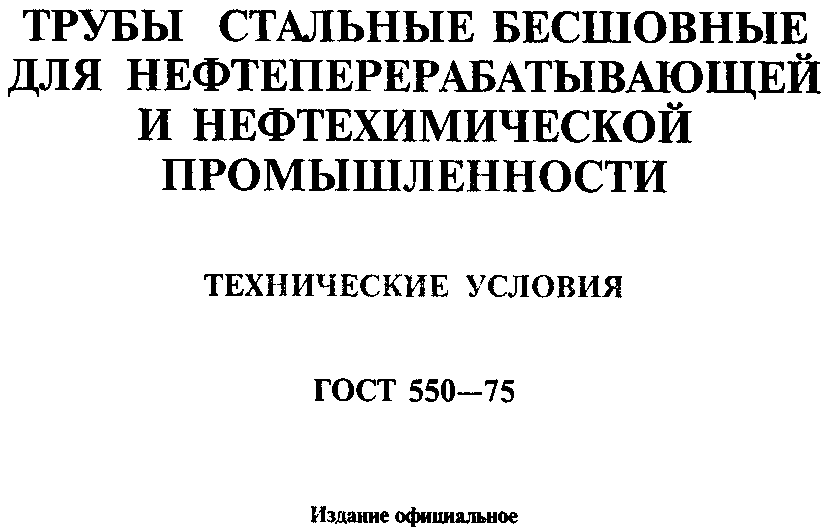 ТРУБЫ СТАЛЬНЫЕ БЕСШОВНЫЕ
ДЛЯ НЕФТЕПЕРЕРАБАТЫВАЮЩЕЙ
И НЕФТЕХИМИЧЕСКОЙ
ПРОМЫШЛЕННОСТИ
ТЕХНИЧЕСКИЕ УСЛОВИЯ
ГОСТ 550—75
Издание официальное